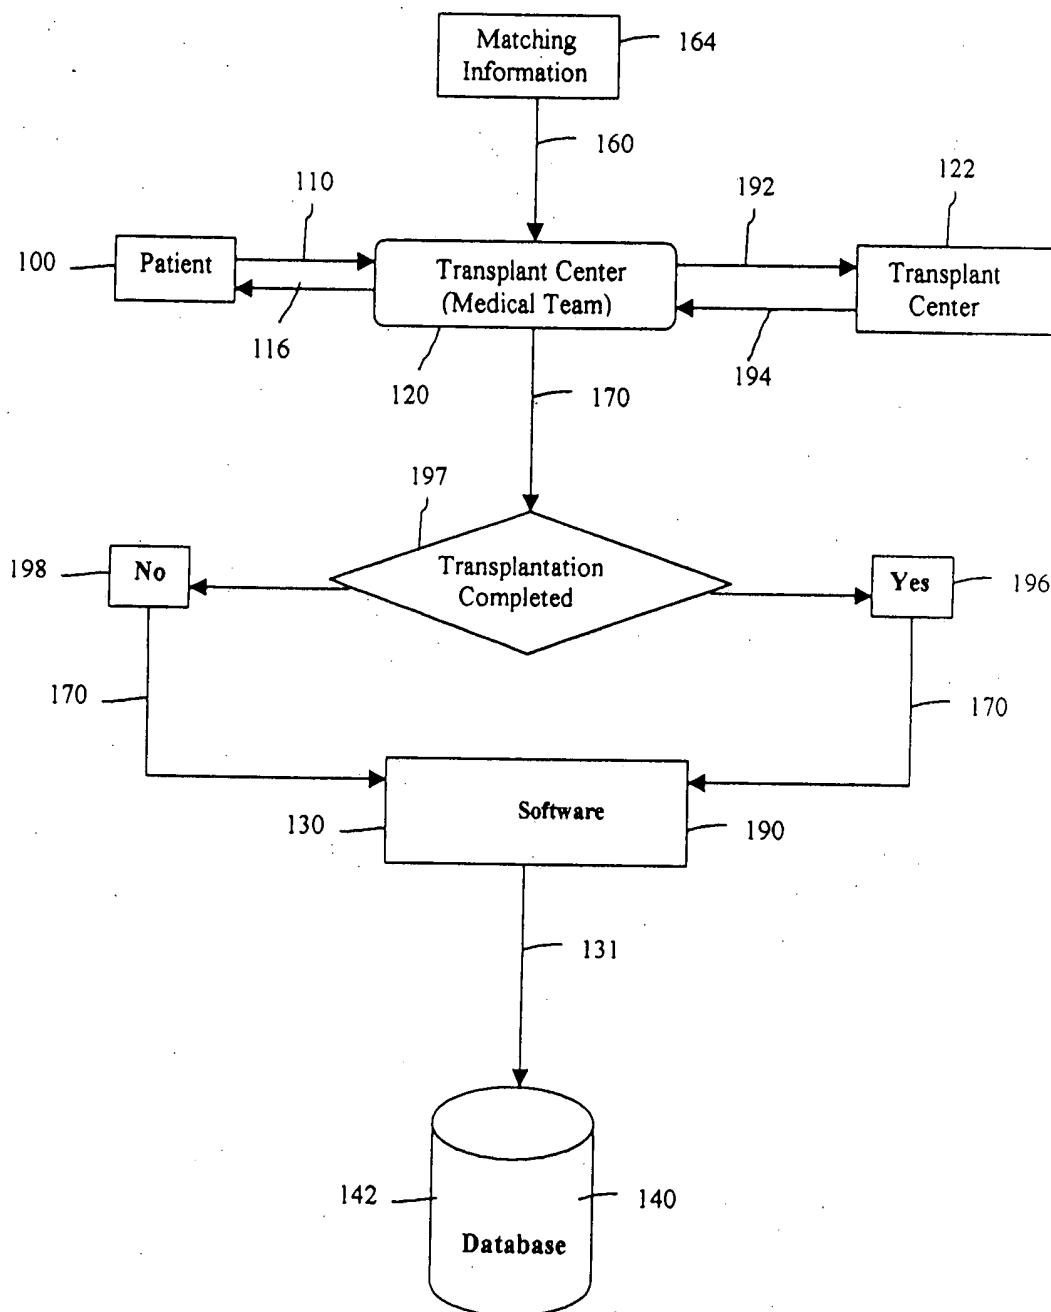 Matching
Information
164
160
110
192
122
100
Patient
Transplant Center
(Medical Team)
Transplant
Center
116
120
170
194
197
198
No
Transplantation
Completed
Yes
196
170
170
130
Software
190
131
142
140
Database